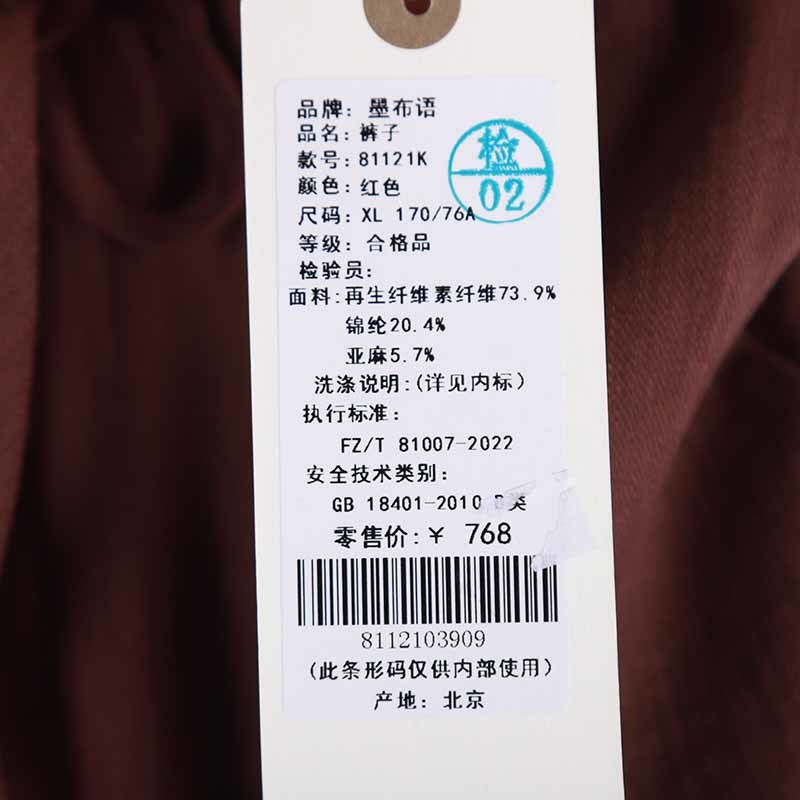 品牌: 墨布语
品名: 裤子
款号: 81121K
颜色: 红色
尺码: XL 170/76A
等级: 合格品
检验员:
检
02
面料:再生纤维素纤维73.9%
锦纶20.4%
亚麻5.7%
洗涤说明:(详见内标)
执行标准:
FZ/T 81007-2022
安全技术类别:
GB 18401-2010 B类
零售价:¥ 768
8112103909
(此条形码仅供内部使用)
产地: 北京